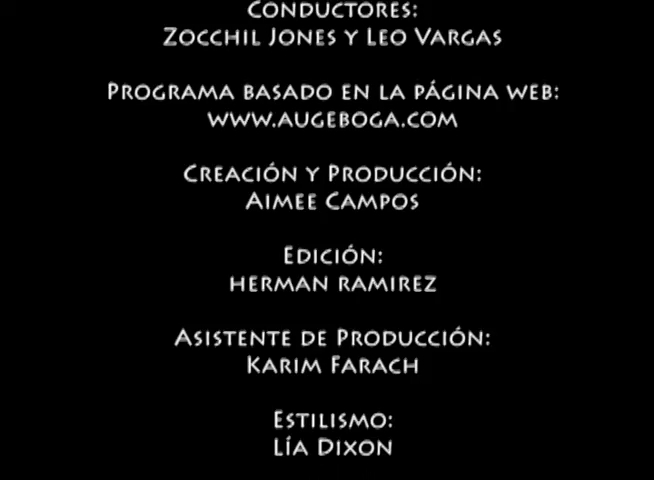 CONDUCTORES:
ZOCCHIL JONES Y LEO VARGAS
PROGRAMA BASADO EN LA PÁGINA WEB:
WWW.AUGEBOGA.COM
CREACIÓN Y PRODUCCIÓN:
AIMEE CAMPOS
EDICIÓN:
HERMAN RAMIREZ
ASISTENTE DE PRODUCCIÓN:
KARIM FARACH
ESTILISMO:
LÍA DIXON